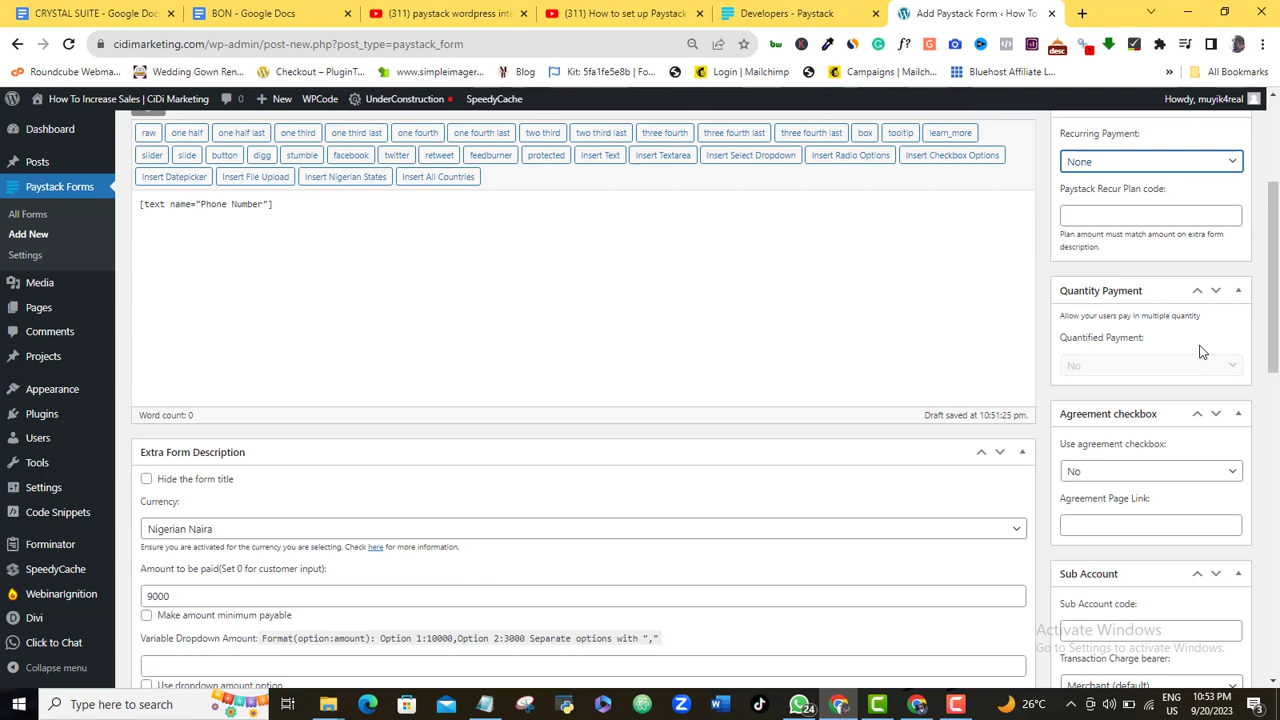 CRYSTAL SUITE - Google Doc
BON - Google Docs
(311) paystack wordpress inte
(311) How to set up Paystack
Developers - Paystack
Add Paystack Form ‹ How To
cidimarketing.com/wp-admin/post-new.php?post_type=paystack_form
Roundcube Webma...
Wedding Gown Ren...
Checkout – Plugin1...
www.simpleimager...
Blog
Kit: 5fa1fe5e8b | Fo...
Login | Mailchimp
Campaigns | Mailch...
Bluehost Affiliate L...
»
All Bookmarks
How To Increase Sales | CiDi Marketing
0
New
WPCode
UnderConstruction
SpeedyCache
Howdy, muyik4real
Dashboard
Posts
Paystack Forms
All Forms
Add New
Settings
Media
Pages
Comments
Projects
Appearance
Plugins
Users
Tools
Settings
Code Snippets
Forminator
SpeedyCache
WebinarIgnition
Divi
Click to Chat
Collapse menu
raw
one half
one half last
one third
one third last
one fourth
one fourth last
two third
two third last
three fourth
three fourth last
three fourth last
box
tooltip
learn_more
slider
slide
button
digg
stumble
facebook
twitter
retweet
feedburner
protected
Insert Text
Insert Textarea
Insert Select Dropdown
Insert Radio Options
Insert Checkbox Options
Insert Datepicker
Insert File Upload
Insert Nigerian States
Insert All Countries
[text name="Phone Number"]
Word count: 0
Draft saved at 10:51:25 pm.
Extra Form Description
Hide the form title
Currency:
Nigerian Naira
Ensure you are activated for the currency you are selecting. Check here for more information.
Amount to be paid(Set 0 for customer input):
9000
Make amount minimum payable
Variable Dropdown Amount: Format(option:amount): Option 1:10000,Option 2:3000 Separate options with ","
Use dropdown amount option
Recurring Payment:
None
Paystack Recur Plan code:
Plan amount must match amount on extra form
description.
Quantity Payment
Allow your users pay in multiple quantity
Quantified Payment:
No
Agreement checkbox
Use agreement checkbox:
No
Agreement Page Link:
Sub Account
Sub Account code:
Activate Windows
Go to Settings to activate Windows.
Transaction Charge bearer:
Merchant (default)
Type here to search
24
26°C
ENG
US
10:53 PM
9/20/2023